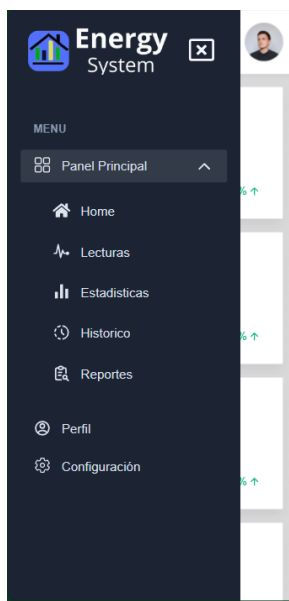 Energy
System
MENU
Panel Principal
Home
Lecturas
Estadisticas
Historico
Reportes
Perfil
Configuración
% ↑
% ↑
% ↑